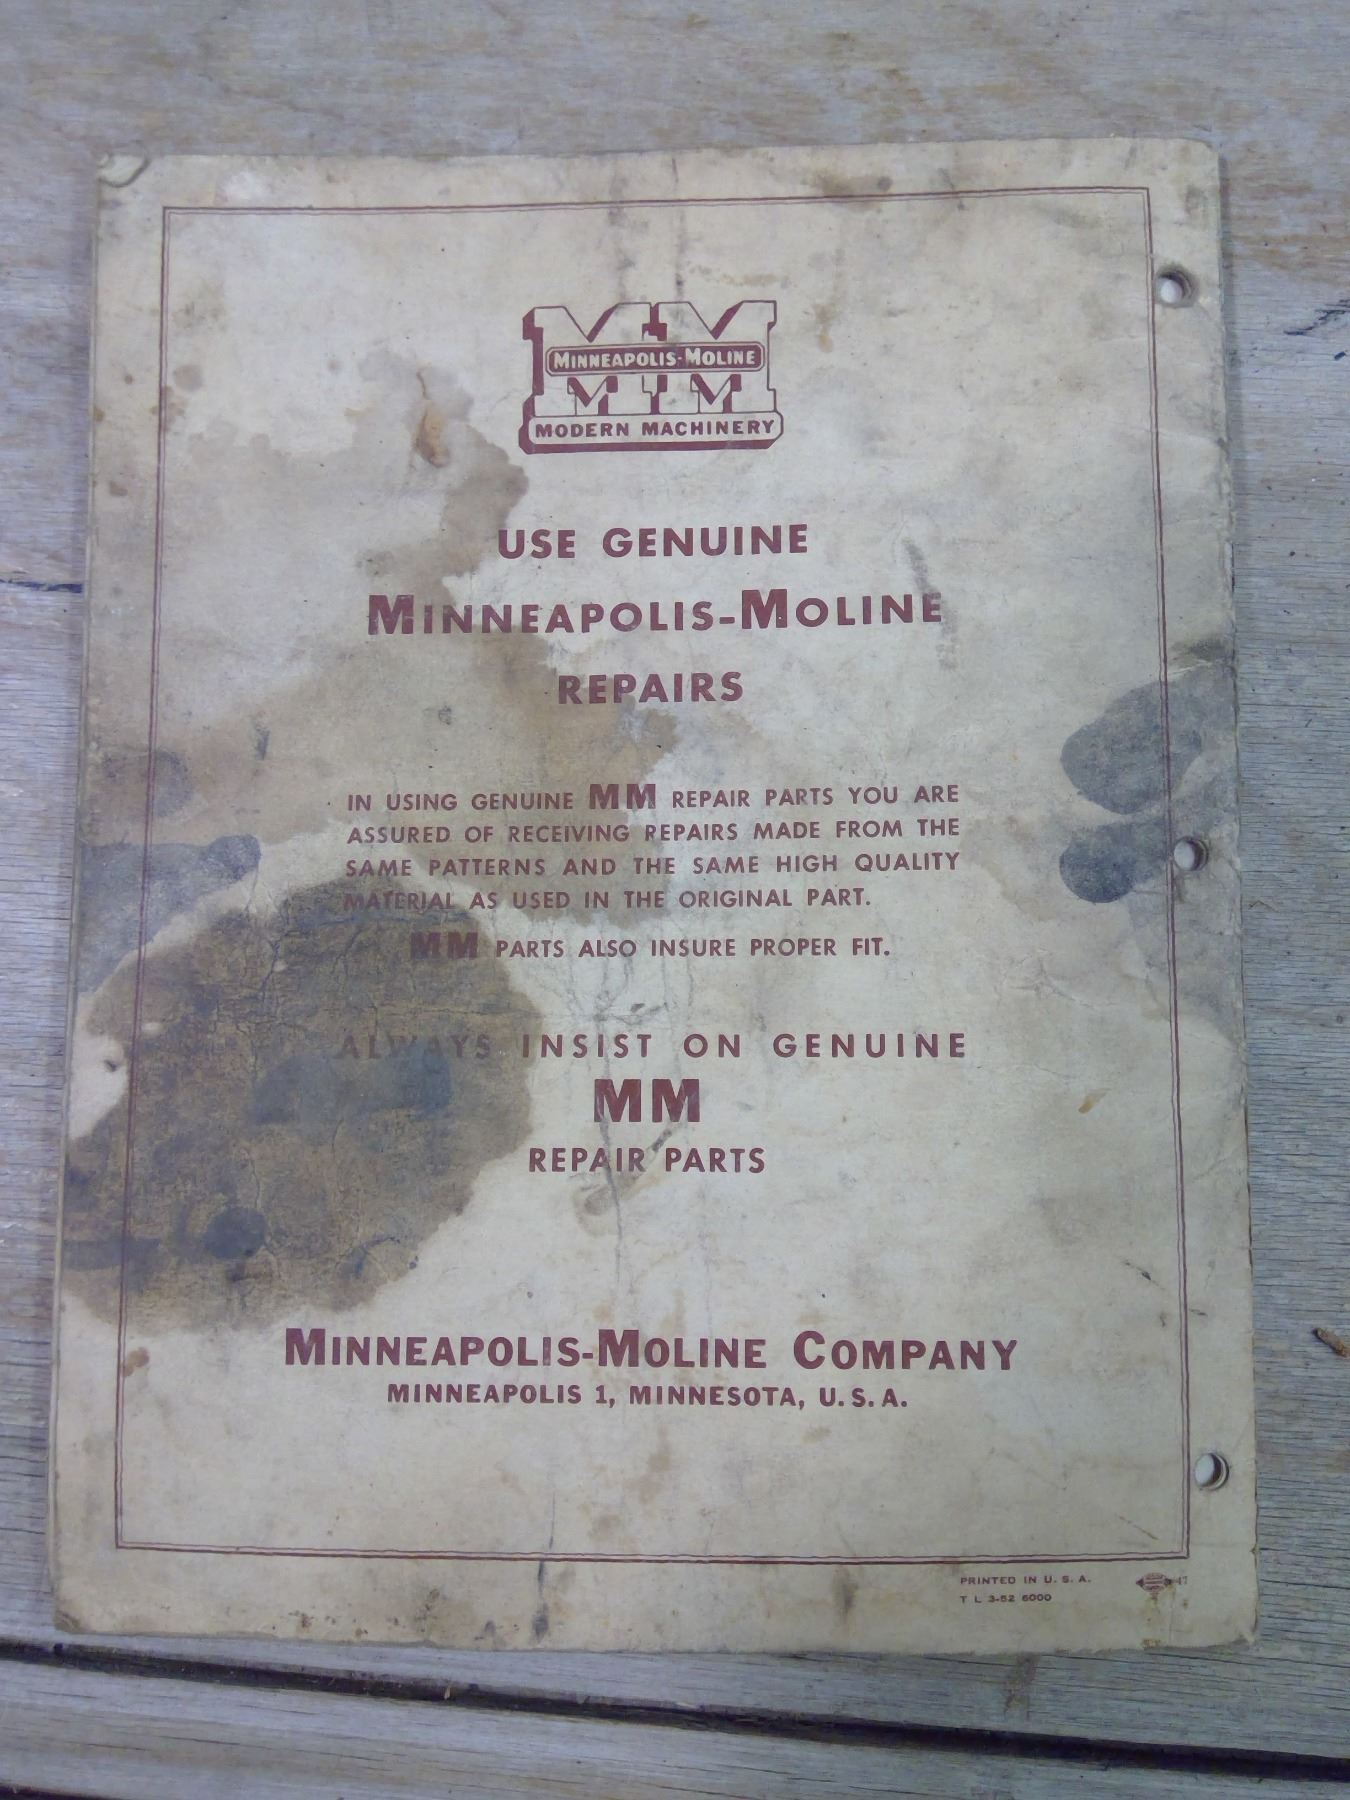 MINNEAPOLIS-MOLINE
MODERN MACHINERY
USE GENUINE
MINNEAPOLIS-MOLINE
REPAIRS
IN USING GENUINE MM REPAIR PARTS YOU ARE
ASSURED OF RECEIVING REPAIRS MADE FROM THE
SAME PATTERNS AND THE SAME HIGH QUALITY
MATERIAL AS USED IN THE ORIGINAL PART.
MM PARTS ALSO INSURE PROPER FIT.
ALWAYS INSIST ON GENUINE
MM
REPAIR PARTS
MINNEAPOLIS-MOLINE COMPANY
MINNEAPOLIS 1, MINNESOTA, U.S.A.
PRINTED IN U. S. A.
T L 3-52 6000
47